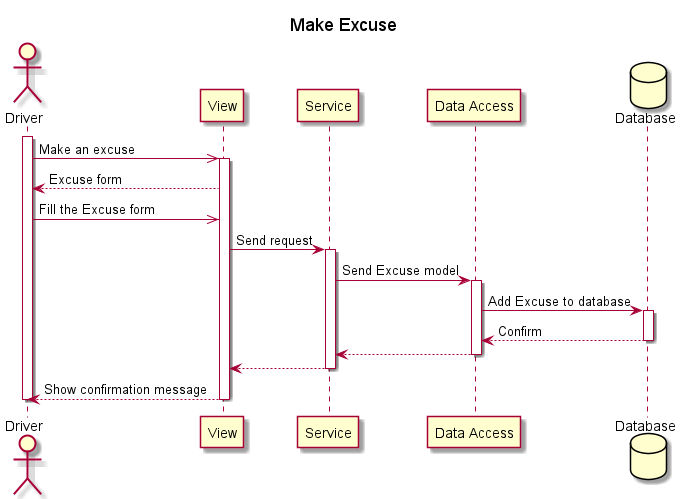 Make Excuse
Driver
View
Service
Data Access
Database
Make an excuse
Excuse form
Fill the Excuse form
Send request
Send Excuse model
Add Excuse to database
Confirm
Show confirmation message
Driver
View
Service
Data Access
Database